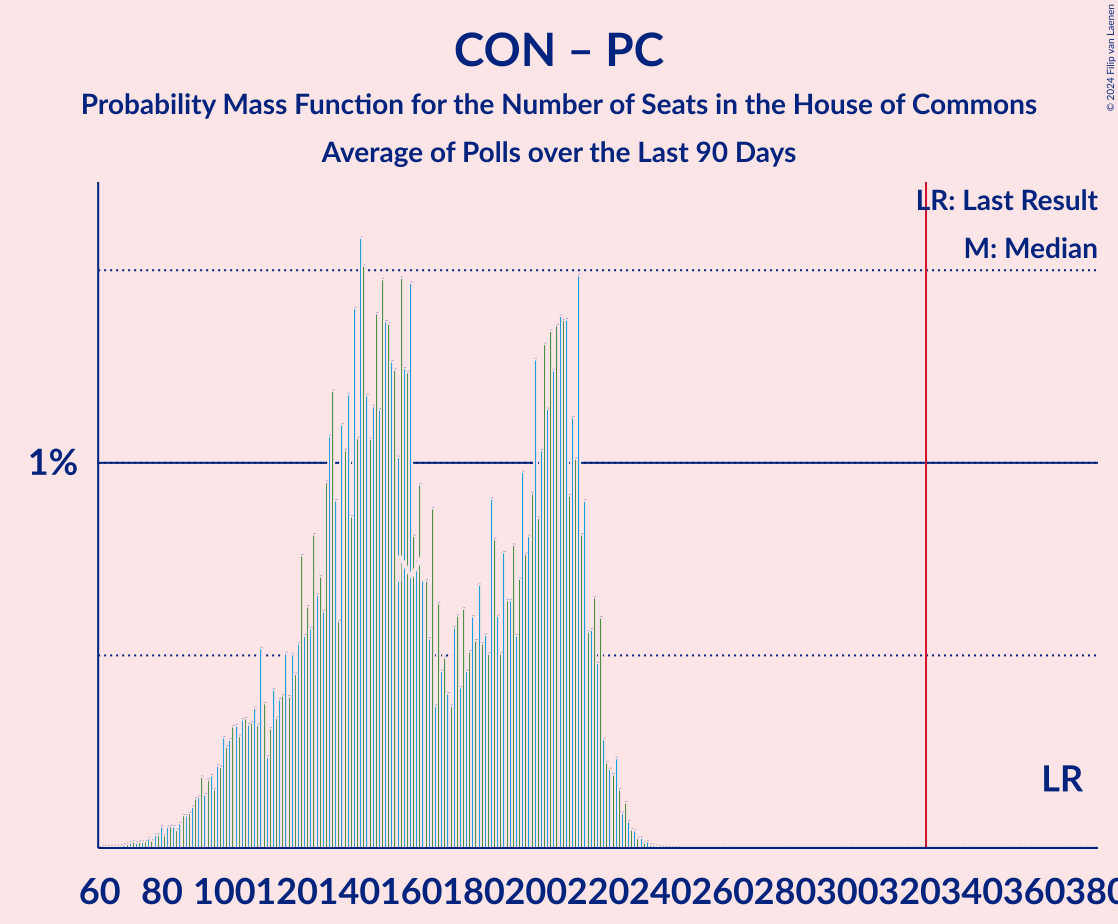 CON – PC
Probability Mass Function for the Number of Seats in the House of Commons
Average of Polls over the Last 90 Days
© 2024 Filip van Laenen
LR: Last Result
M: Median
1%
M
LR
60 80 100 120 140 160 180 200 220 240 260 280 300 320 340 360 380